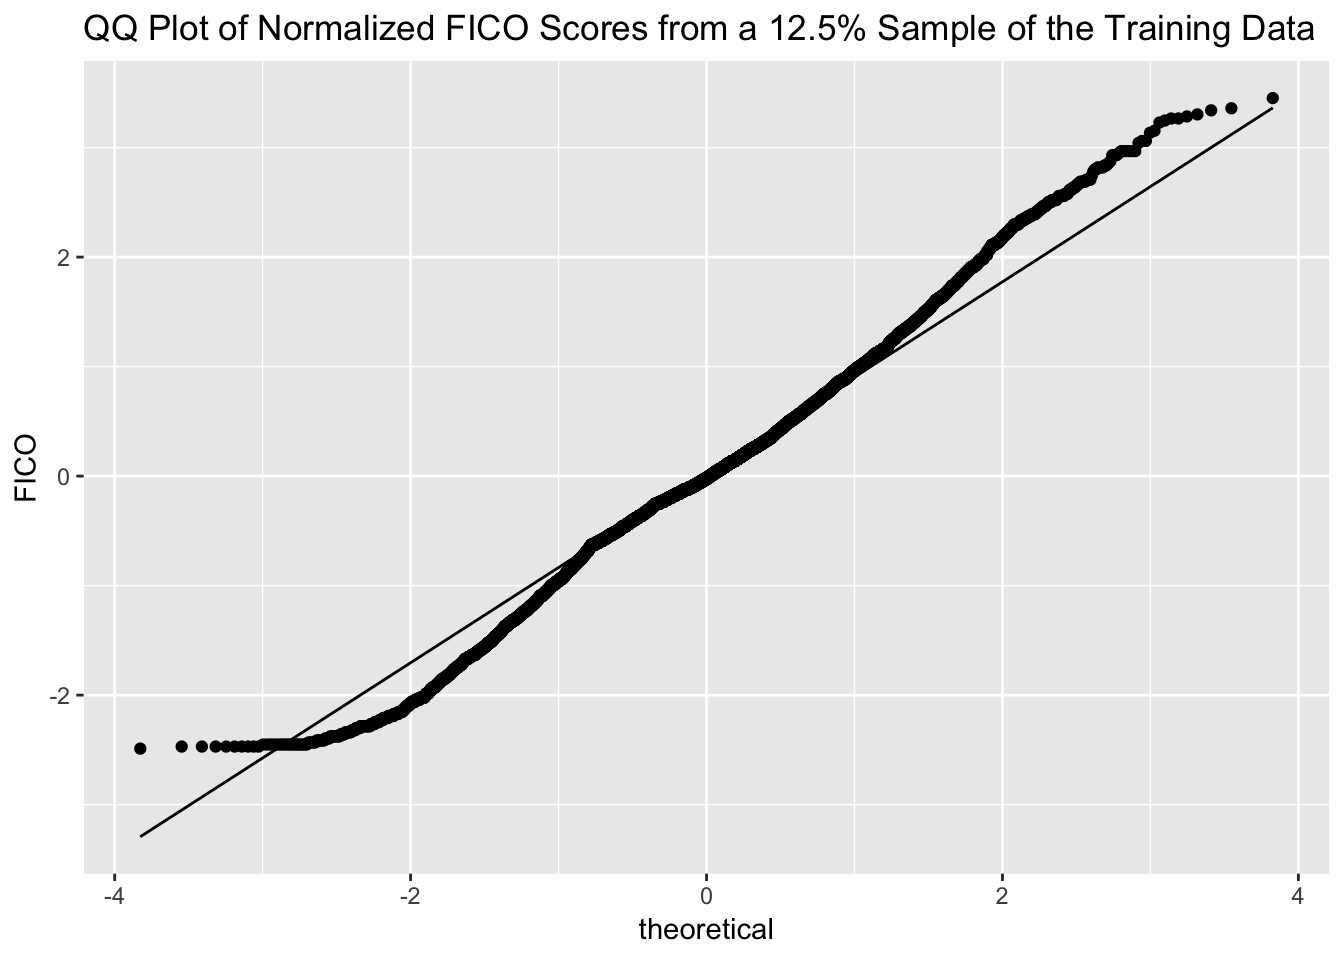 QQ Plot of Normalized FICO Scores from a 12.5% Sample of the Training Data
FICO
2
0
-2
-4 -2 0 2 4
theoretical